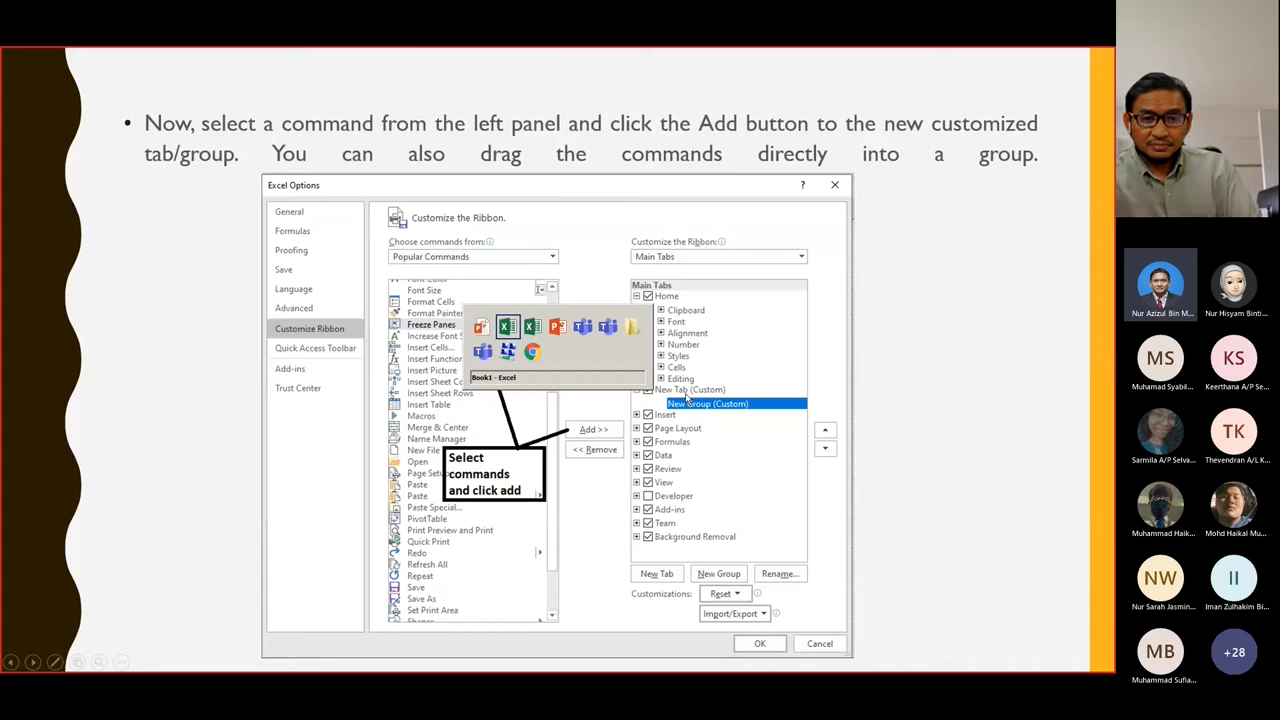 • Now, select a command from the left panel and click the Add button to the new customized
tab/group. You can also drag the commands directly into a group.
Excel Options
?
General
Formulas
Proofing
Save
Language
Advanced
Customize Ribbon
Quick Access Toolbar
Add-ins
Trust Center
Customize the Ribbon.
Choose commands from:
Popular Commands
Font Size
Format Cells
Format Painter
Freeze Panes
Increase Font S
Insert Cells...
Insert Function
Insert Picture
Insert Sheet Co
Insert Sheet Rows
Insert Table
Macros
Merge & Center
Name Manager
New File
Open
Page Setu
Paste
Paste
Paste Special...
PivotTable
Print Preview and Print
Quick Print
Redo
Refresh All
Repeat
Save
Save As
Set Print Area
Book1 - Excel
Select
commands
and click add
Add >>
<< Remove
Customize the Ribbon:
Main Tabs
Main Tabs
Home
Clipboard
Font
Alignment
Number
Styles
Cells
Editing
New Tab (Custom)
New Group (Custom)
Insert
Page Layout
Formulas
Data
Review
View
Developer
Add-ins
Team
Background Removal
New Tab
New Group
Rename...
Customizations:
Reset
Import/Export
OK
Cancel
Nur Azizul Bin M...
Nur Hisyam Binti...
MS
Muhamad Syabil...
KS
Keerthana A/P Se...
Sarmila A/P Selva...
TK
Thevendran A/L K...
Muhammad Haik...
Mohd Haikal Mu...
NW
Nur Sarah Jasmin...
II
Iman Zulhakim Bi...
MB
Muhammad Sufia...
+28